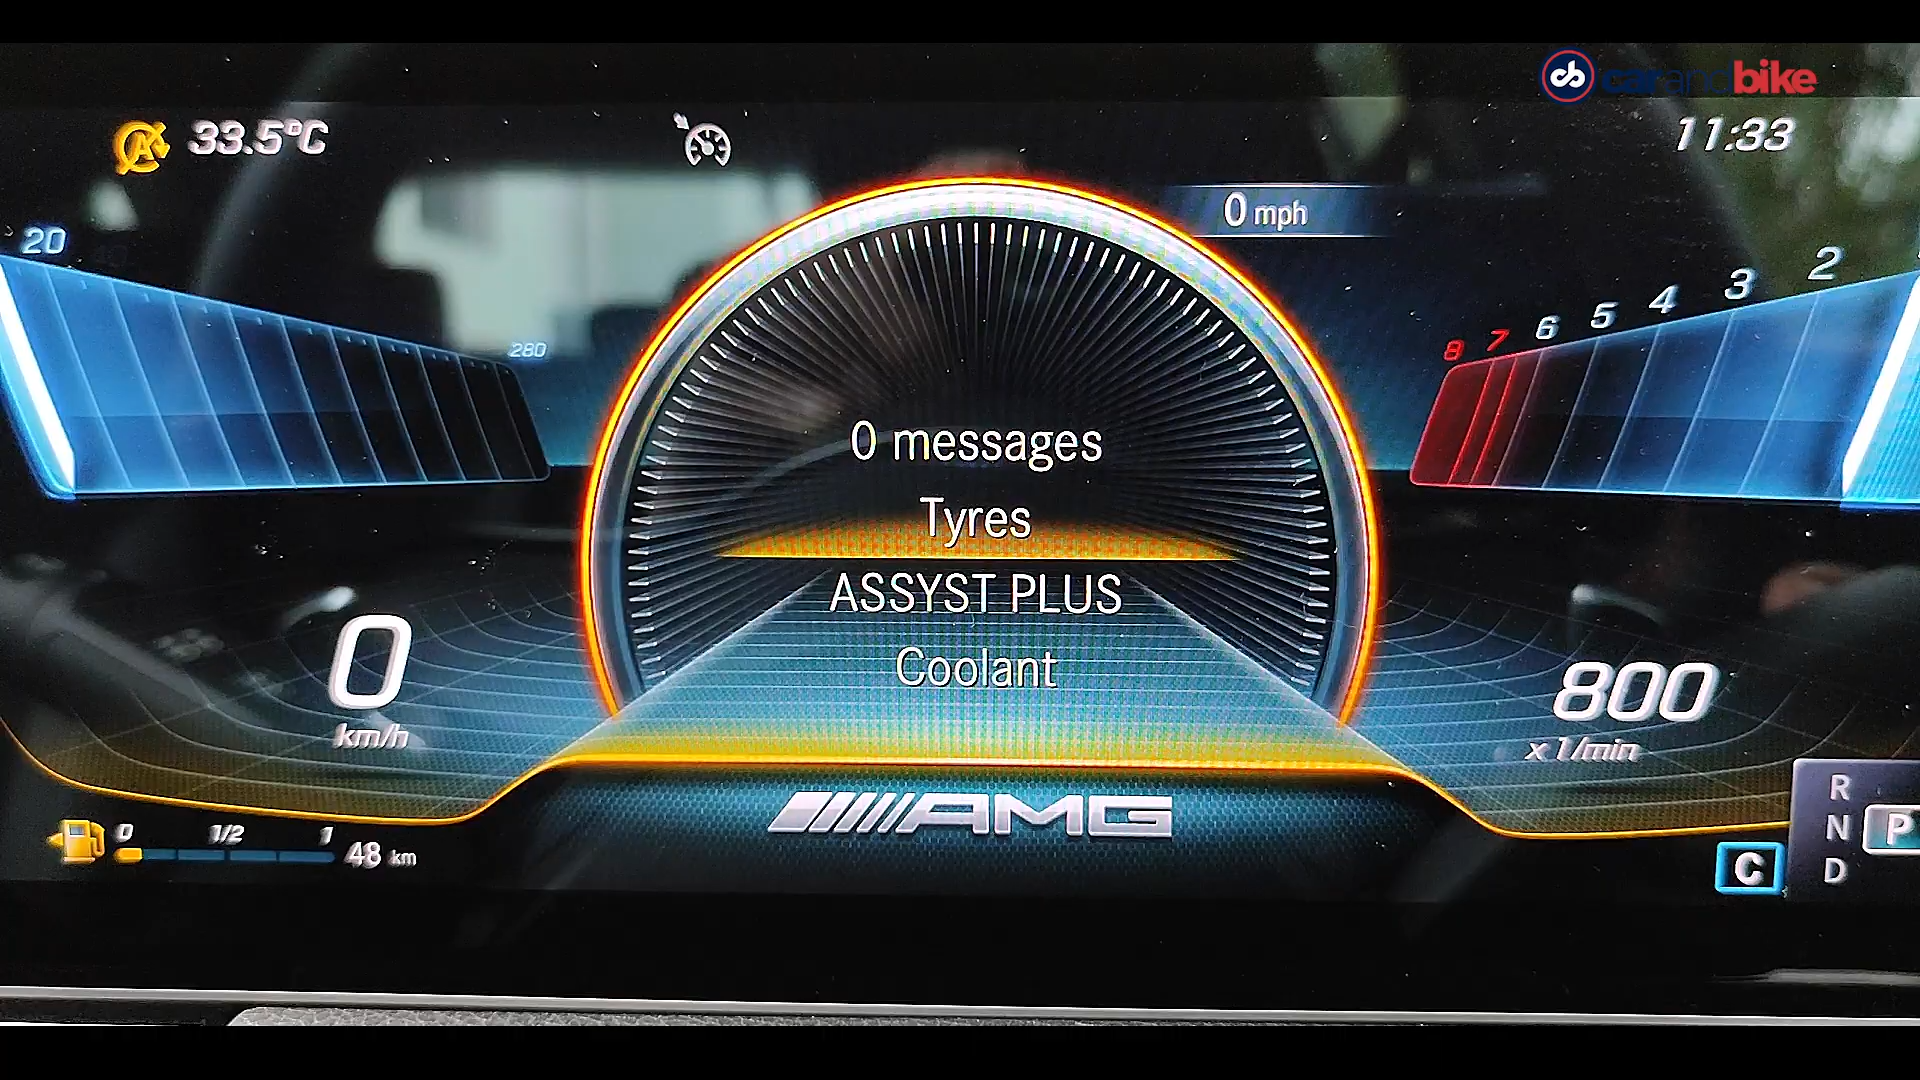 cb carandbike
A 33.5°C
11:33
0 mph
20
280
8 7 6 5 4 3 2
0 messages
Tyres
ASSYST PLUS
Coolant
0
km/h
800
x 1/min
AMG
0 1/2 1
48 km
R
N
D
P
C